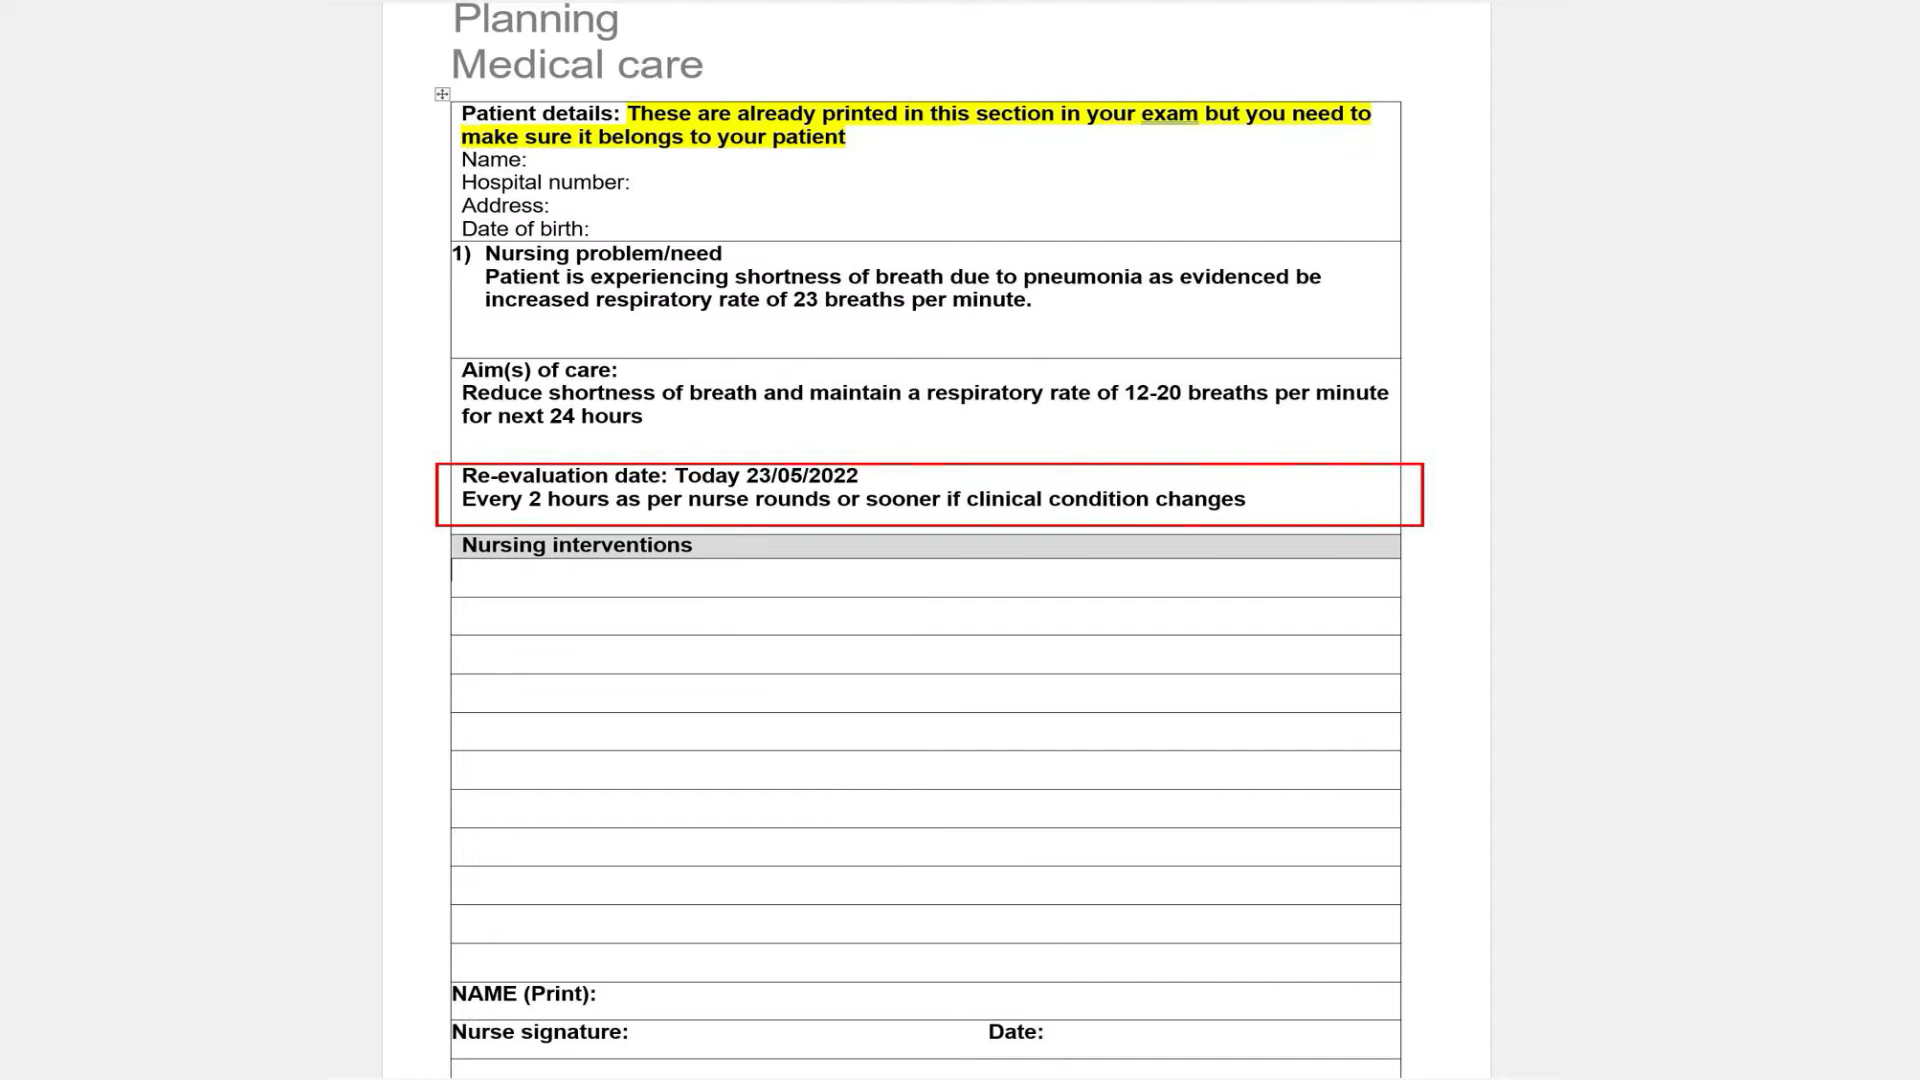 Planning
Medical care
Patient details: These are already printed in this section in your exam but you need to
make sure it belongs to your patient
Name:
Hospital number:
Address:
Date of birth:
1) Nursing problem/need
Patient is experiencing shortness of breath due to pneumonia as evidenced be
increased respiratory rate of 23 breaths per minute.
Aim(s) of care:
Reduce shortness of breath and maintain a respiratory rate of 12-20 breaths per minute
for next 24 hours
Re-evaluation date: Today 23/05/2022
Every 2 hours as per nurse rounds or sooner if clinical condition changes
Nursing interventions
NAME (Print):
Nurse signature: Date: